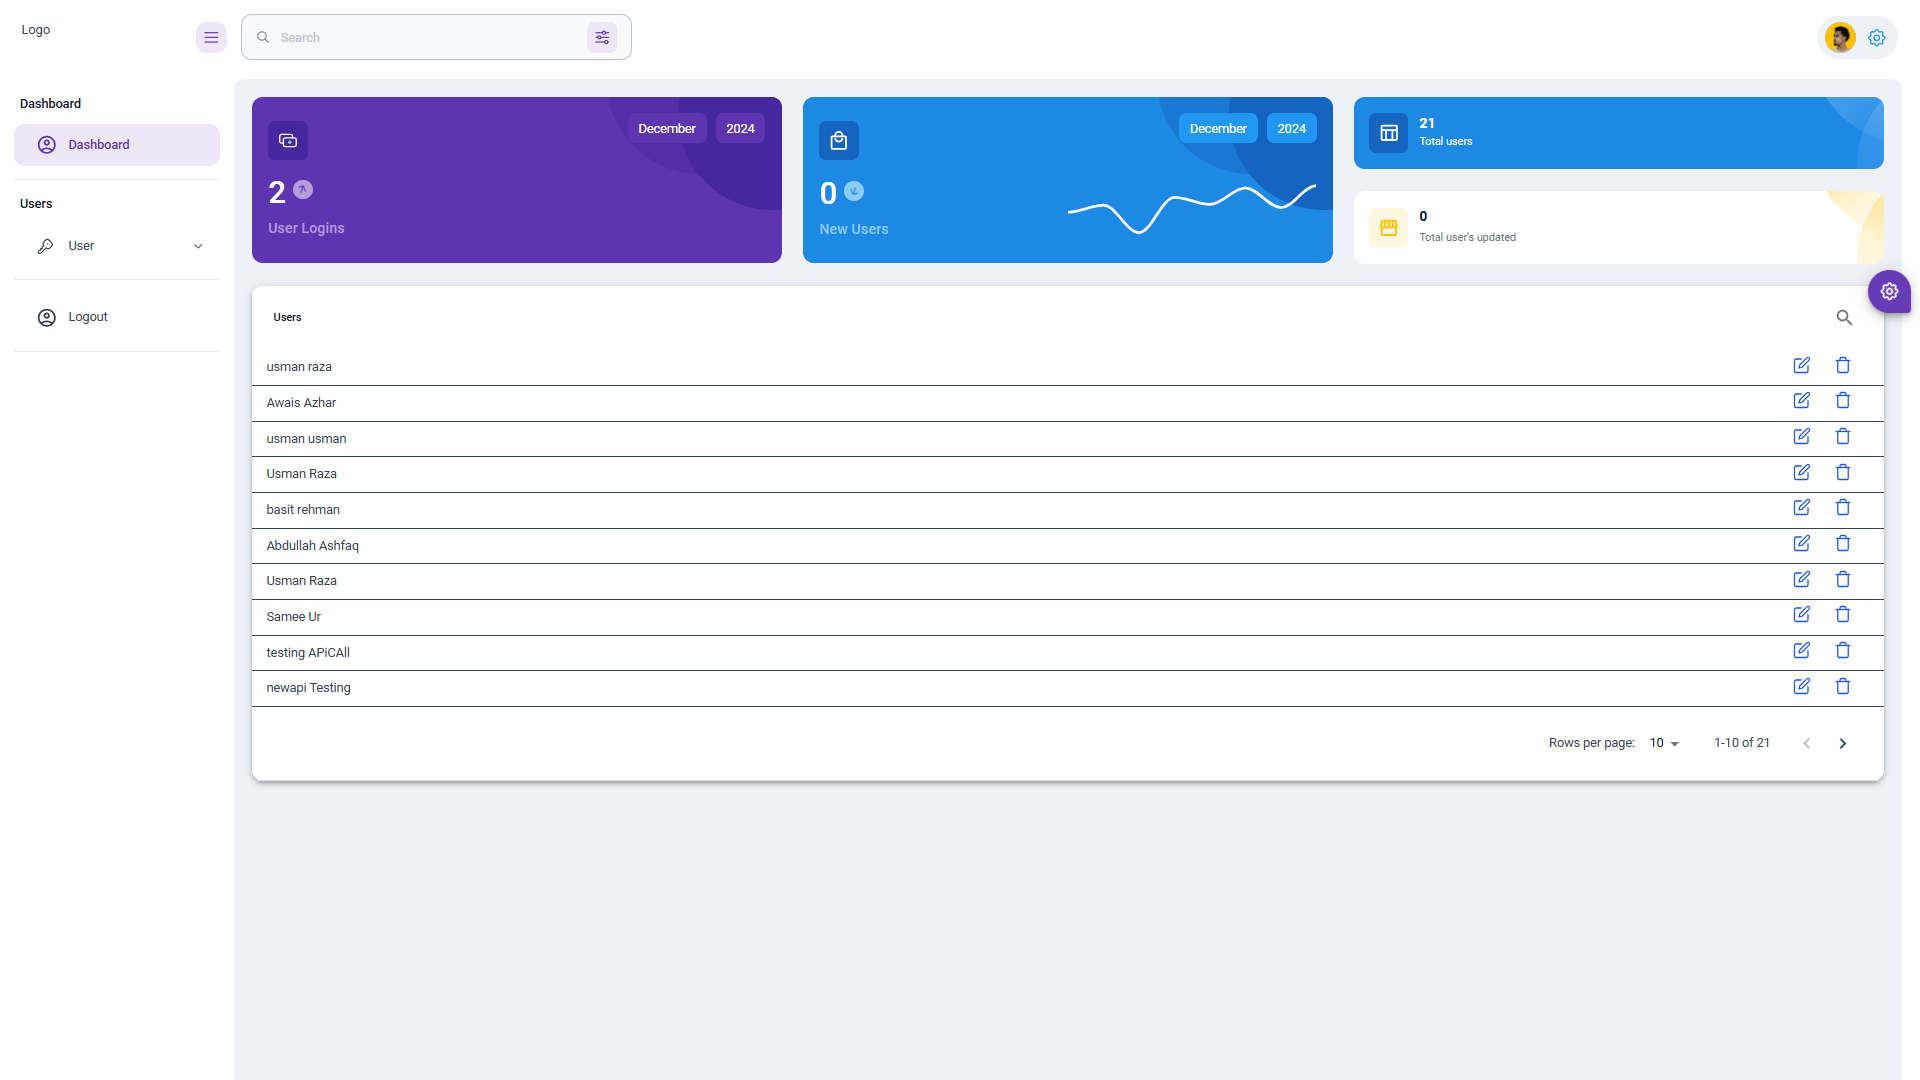 Logo
Search
Dashboard
Dashboard
Users
User
Logout
December 2024
2
User Logins
December 2024
0
New Users
21
Total users
0
Total user's updated
Users
usman raza
Awais Azhar
usman usman
Usman Raza
basit rehman
Abdullah Ashfaq
Usman Raza
Samee Ur
testing APiCAll
newapi Testing
Rows per page: 10 1-10 of 21